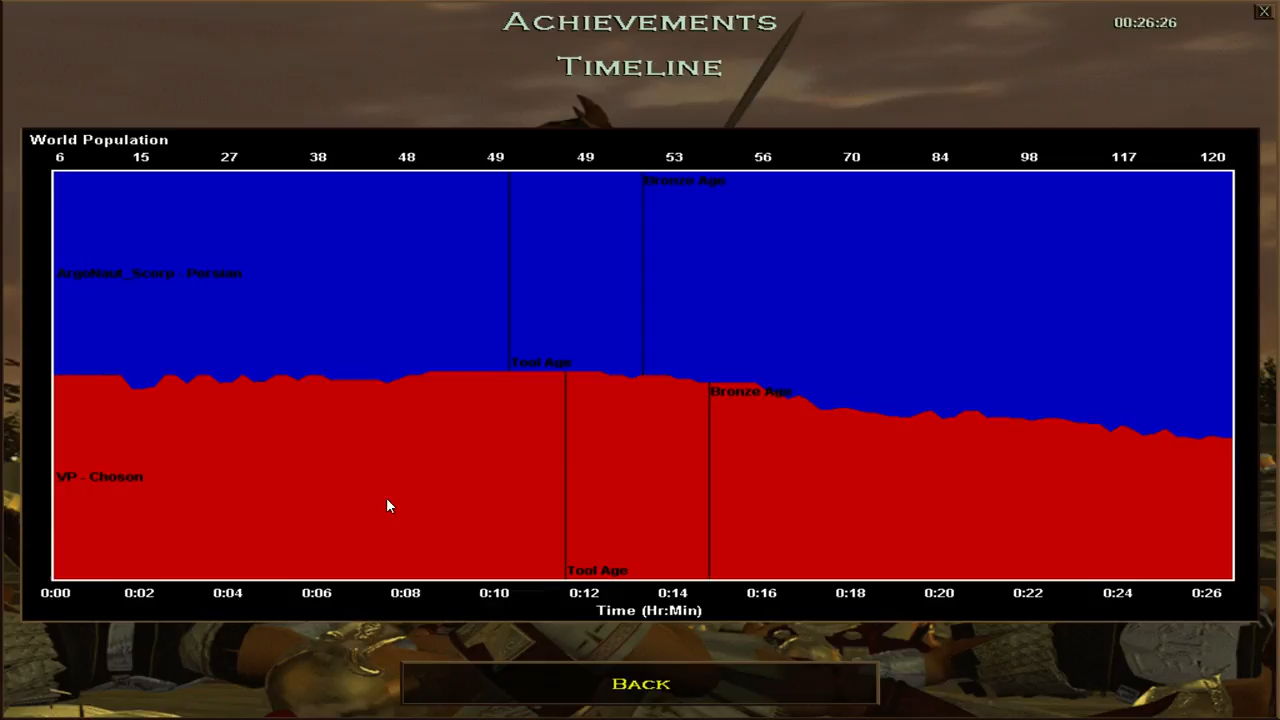 ACHIEVEMENTS
00:26:26
TIMELINE
World Population
6 15 27 38 48 49 49 53 56 70 84 98 117 120
Bronze Age
ArgoNaut_Scorp - Persian
Tool Age
Bronze Age
VP - Choson
Tool Age
0:00 0:02 0:04 0:06 0:08 0:10 0:12 0:14 0:16 0:18 0:20 0:22 0:24 0:26
Time (Hr:Min)
BACK